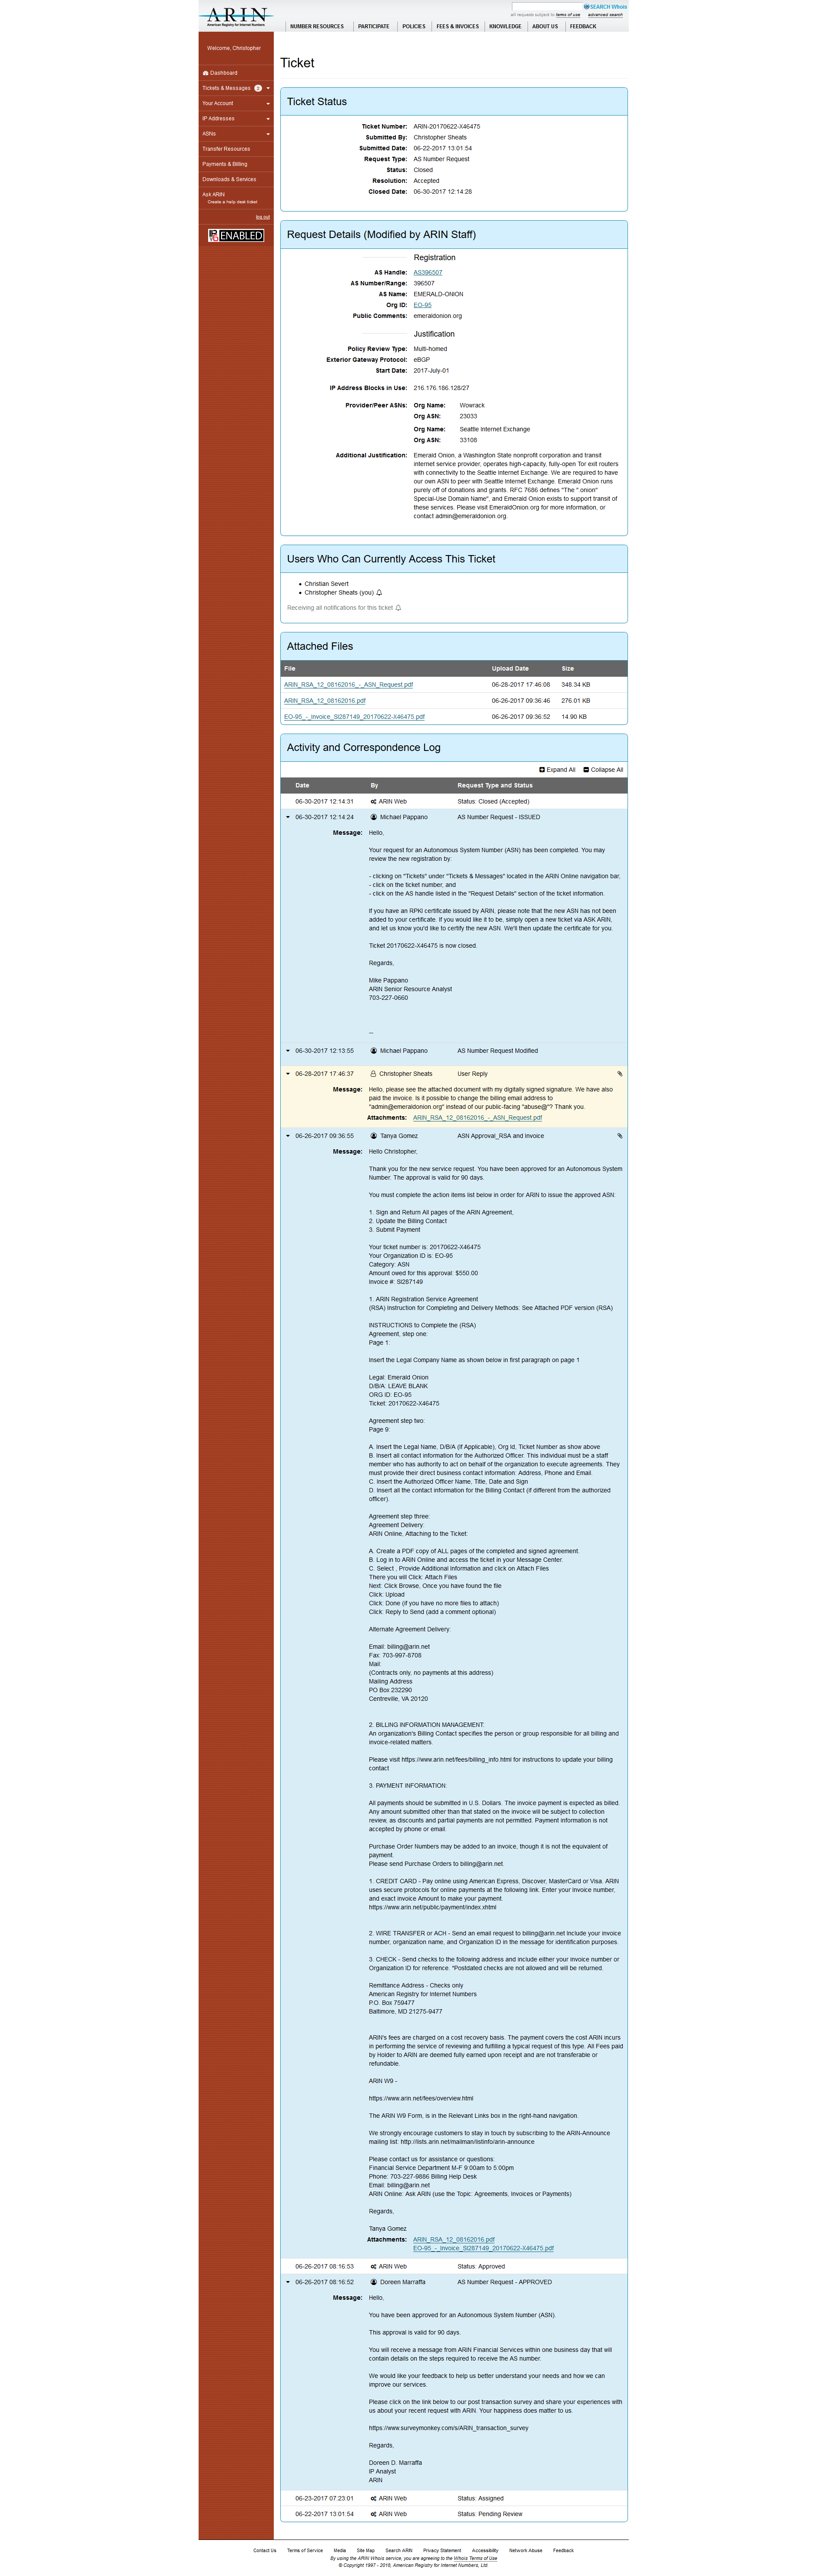 ARIN
American Registry for Internet Numbers
SEARCH Whois
all requests subject to terms of use advanced search
NUMBER RESOURCES PARTICIPATE POLICIES FEES & INVOICES KNOWLEDGE ABOUT US FEEDBACK
Welcome, Christopher
Dashboard
Tickets & Messages
Your Account
IP Addresses
ASNs
Transfer Resources
Payments & Billing
Downloads & Services
Ask ARIN
Create a help desk ticket
log out
ENABLED
Ticket
Ticket Status
Ticket Number: ARIN-20170622-X46475
Submitted By: Christopher Sheats
Submitted Date: 06-22-2017 13:01:54
Request Type: AS Number Request
Status: Closed
Resolution: Accepted
Closed Date: 06-30-2017 12:14:28
Request Details (Modified by ARIN Staff)
Registration
AS Handle: AS396507
AS Number/Range: 396507
AS Name: EMERALD-ONION
Org ID: EO-95
Public Comments: emeraldonion.org
Justification
Policy Review Type: Multi-homed
Exterior Gateway Protocol: eBGP
Start Date: 2017-July-01
IP Address Blocks in Use: 216.176.186.128/27
Provider/Peer ASNs: Org Name: Wowrack
Org ASN: 23033
Org Name: Seattle Internet Exchange
Org ASN: 33108
Additional Justification: Emerald Onion, a Washington State nonprofit corporation and transit
internet service provider, operates high-capacity, fully-open Tor exit routers
with connectivity to the Seattle Internet Exchange. We are required to have
our own ASN to peer with Seattle Internet Exchange. Emerald Onion runs
purely off of donations and grants. RFC 7686 defines "The ".onion"
Special-Use Domain Name", and Emerald Onion exists to support transit of
these services. Please visit EmeraldOnion.org for more information, or
contact admin@emeraldonion.org.
Users Who Can Currently Access This Ticket
Christian Severt
Christopher Sheats (you)
Receiving all notifications for this ticket
Attached Files
File Upload Date Size
ARIN_RSA_12_08162016_-_ASN_Request.pdf 06-28-2017 17:46:08 348.34 KB
ARIN_RSA_12_08162016.pdf 06-26-2017 09:36:46 276.01 KB
EO-95_-_Invoice_SI287149_20170622-X46475.pdf 06-26-2017 09:36:52 14.90 KB
Activity and Correspondence Log
Expand All Collapse All
Date By Request Type and Status
06-30-2017 12:14:31 ARIN Web Status: Closed (Accepted)
06-30-2017 12:14:24 Michael Pappano AS Number Request - ISSUED
Message: Hello,
Your request for an Autonomous System Number (ASN) has been completed. You may
review the new registration by:
- clicking on "Tickets" under "Tickets & Messages" located in the ARIN Online navigation bar,
- click on the ticket number, and
- click on the AS handle listed in the "Request Details" section of the ticket information.
If you have an RPKI certificate issued by ARIN, please note that the new ASN has not been
added to your certificate. If you would like it to be, simply open a new ticket via ASK ARIN,
and let us know you'd like to certify the new ASN. We'll then update the certificate for you.
Ticket 20170622-X46475 is now closed.
Regards,
Mike Pappano
ARIN Senior Resource Analyst
703-227-0660
--
06-30-2017 12:13:55 Michael Pappano AS Number Request Modified
06-28-2017 17:46:37 Christopher Sheats User Reply
Message: Hello, please see the attached document with my digitally signed signature. We have also
paid the invoice. Is it possible to change the billing email address to
"admin@emeraldonion.org" instead of our public-facing "abuse@"? Thank you.
Attachments: ARIN_RSA_12_08162016_-_ASN_Request.pdf
06-26-2017 09:36:55 Tanya Gomez ASN Approval_RSA and Invoice
Message: Hello Christopher,
Thank you for the new service request. You have been approved for an Autonomous System
Number. The approval is valid for 90 days.
You must complete the action items list below in order for ARIN to issue the approved ASN:
1. Sign and Return All pages of the ARIN Agreement,
2. Update the Billing Contact
3. Submit Payment
Your ticket number is: 20170622-X46475
Your Organization ID is: EO-95
Category: ASN
Amount owed for this approval: $550.00
Invoice #: SI287149
1. ARIN Registration Service Agreement
(RSA) Instruction for Completing and Delivery Methods: See Attached PDF version (RSA)
INSTRUCTIONS to Complete the (RSA)
Agreement, step one:
Page 1:
Insert the Legal Company Name as shown below in first paragraph on page 1
Legal: Emerald Onion
D/B/A: LEAVE BLANK
ORG ID: EO-95
Ticket: 20170622-X46475
Agreement step two:
Page 9:
A. Insert the Legal Name, D/B/A (if Applicable), Org Id, Ticket Number as show above
B. Insert all contact information for the Authorized Officer. This individual must be a staff
member who has authority to act on behalf of the organization to execute agreements. They
must provide their direct business contact information: Address, Phone and Email.
C. Insert the Authorized Officer Name, Title, Date and Sign
D. Insert all the contact information for the Billing Contact (if different from the authorized
officer).
Agreement step three:
Agreement Delivery:
ARIN Online, Attaching to the Ticket:
A. Create a PDF copy of ALL pages of the completed and signed agreement.
B. Log in to ARIN Online and access the ticket in your Message Center.
C. Select , Provide Additional Information and click on Attach Files
There you will Click: Attach Files
Next: Click Browse, Once you have found the file
Click: Upload
Click: Done (if you have no more files to attach)
Click: Reply to Send (add a comment optional)
Alternate Agreement Delivery:
Email: billing@arin.net
Fax: 703-997-8708
Mail:
(Contracts only, no payments at this address)
Mailing Address
PO Box 232290
Centreville, VA 20120
2. BILLING INFORMATION MANAGEMENT:
An organization's Billing Contact specifies the person or group responsible for all billing and
invoice-related matters.
Please visit https://www.arin.net/fees/billing_info.html for instructions to update your billing
contact
3. PAYMENT INFORMATION:
All payments should be submitted in U.S. Dollars. The invoice payment is expected as billed.
Any amount submitted other than that stated on the invoice will be subject to collection
review, as discounts and partial payments are not permitted. Payment information is not
accepted by phone or email.
Purchase Order Numbers may be added to an invoice, though it is not the equivalent of
payment.
Please send Purchase Orders to billing@arin.net.
1. CREDIT CARD - Pay online using American Express, Discover, MasterCard or Visa. ARIN
uses secure protocols for online payments at the following link. Enter your invoice number,
and exact invoice Amount to make your payment.
https://www.arin.net/public/payment/index.xhtml
2. WIRE TRANSFER or ACH - Send an email request to billing@arin.net include your invoice
number, organization name, and Organization ID in the message for identification purposes.
3. CHECK - Send checks to the following address and include either your invoice number or
Organization ID for reference. *Postdated checks are not allowed and will be returned.
Remittance Address - Checks only
American Registry for Internet Numbers
P.O. Box 759477
Baltimore, MD 21275-9477
ARIN's fees are charged on a cost recovery basis. The payment covers the cost ARIN incurs
in performing the service of reviewing and fulfilling a typical request of this type. All Fees paid
by Holder to ARIN are deemed fully earned upon receipt and are not transferable or
refundable.
ARIN W9 -
https://www.arin.net/fees/overview.html
The ARIN W9 Form, is in the Relevant Links box in the right-hand navigation.
We strongly encourage customers to stay in touch by subscribing to the ARIN-Announce
mailing list: http://lists.arin.net/mailman/listinfo/arin-announce
Please contact us for assistance or questions:
Financial Service Department M-F 9:00am to 5:00pm
Phone: 703-227-9886 Billing Help Desk
Email: billing@arin.net
ARIN Online: Ask ARIN (use the Topic: Agreements, Invoices or Payments)
Regards,
Tanya Gomez
Attachments: ARIN_RSA_12_08162016.pdf
EO-95_-_Invoice_SI287149_20170622-X46475.pdf
06-26-2017 08:16:53 ARIN Web Status: Approved
06-26-2017 08:16:52 Doreen Marraffa AS Number Request - APPROVED
Message: Hello,
You have been approved for an Autonomous System Number (ASN).
This approval is valid for 90 days.
You will receive a message from ARIN Financial Services within one business day that will
contain details on the steps required to receive the AS number.
We would like your feedback to help us better understand your needs and how we can
improve our services.
Please click on the link below to our post transaction survey and share your experiences with
us about your recent request with ARIN. Your happiness does matter to us.
https://www.surveymonkey.com/s/ARIN_transaction_survey
Regards,
Doreen D. Marraffa
IP Analyst
ARIN
06-23-2017 07:23:01 ARIN Web Status: Assigned
06-22-2017 13:01:54 ARIN Web Status: Pending Review
Contact Us Terms of Service Media Site Map Search ARIN Privacy Statement Accessibility Network Abuse Feedback
By using the ARIN Whois service, you are agreeing to the Whois Terms of Use
© Copyright 1997 - 2018, American Registry for Internet Numbers, Ltd.